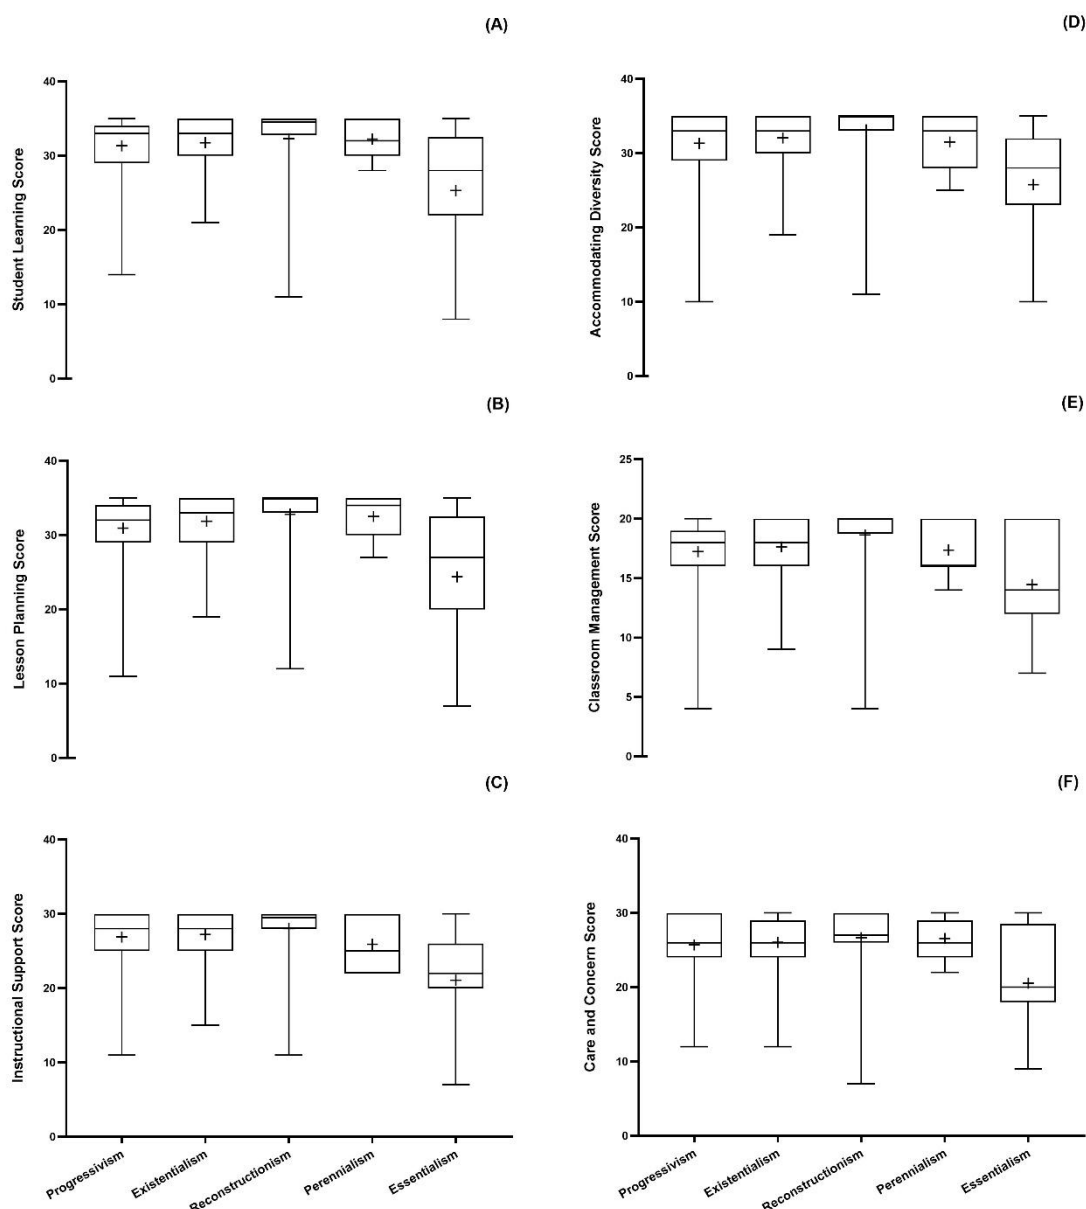 (A)
Student Learning Score
40
30
20
10
0
(B)
Lesson Planning Score
40
30
20
10
0
(C)
Instructional Support Score
40
30
20
10
0
Progressivism
Existentialism
Reconstructionism
Perennialism
Essentialism
(D)
Accommodating Diversity Score
40
30
20
10
0
(E)
Classroom Management Score
25
20
15
10
5
0
(F)
Care and Concern Score
40
30
20
10
0
Progressivism
Existentialism
Reconstructionism
Perennialism
Essentialism